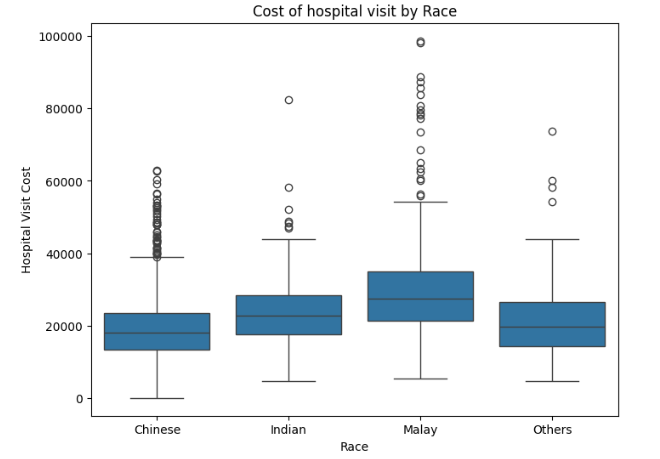 Cost of hospital visit by Race
Hospital Visit Cost
100000
80000
60000
40000
20000
0
Chinese
Indian
Malay
Others
Race